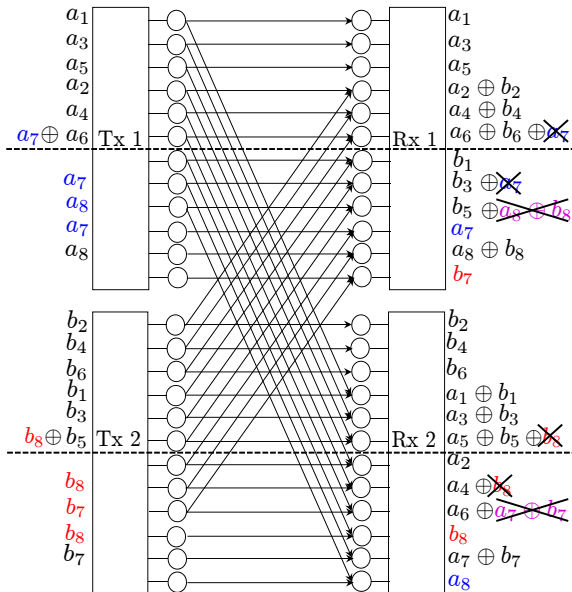 a₁ a₁
a₃ a₃
a₅ a₅
a₂ a₂ ⊕ b₂
a₄ a₄ ⊕ b₄
a₇⊕ a₆ Tx 1 Rx 1 a₆ ⊕ b₆ ⊕a₇
b₁
a₇ b₃ ⊕a₇
a₈ b₅ ⊕a₈ ⊕ b₈
a₇ a₇
a₈ a₈ ⊕ b₈
b₇
b₂ b₂
b₄ b₄
b₆ b₆
b₁ a₁ ⊕ b₁
b₃ a₃ ⊕ b₃
b₈⊕ b₅ Tx 2 Rx 2 a₅ ⊕ b₅ ⊕b₈
a₂
b₈ a₄ ⊕b₈
b₇ a₆ ⊕a₇ ⊕ b₇
b₈ b₈
b₇ a₇ ⊕ b₇
a₈